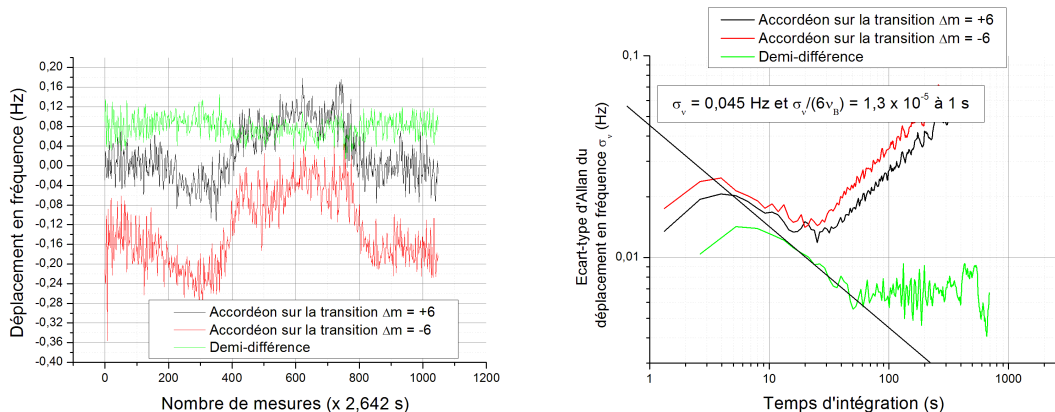 0,20
0,16
0,12
0,08
0,04
0,00
-0,04
-0,08
-0,12
-0,16
-0,20
-0,24
-0,28
-0,32
-0,36
-0,40
Déplacement en fréquence (Hz)
Accordéon sur la transition Δm = +6
Accordéon sur la transition Δm = -6
Demi-différence
0 200 400 600 800 1000 1200
Nombre de mesures (x 2,642 s)
Accordéon sur la transition Δm = +6
Accordéon sur la transition Δm = -6
Demi-différence
0,1
0,01
σν = 0,045 Hz et σν/(6νB) = 1,3 x 10-5 à 1 s
Ecart-type d'Allan du
déplacement en fréquence σν (Hz)
1 10 100 1000
Temps d'intégration (s)